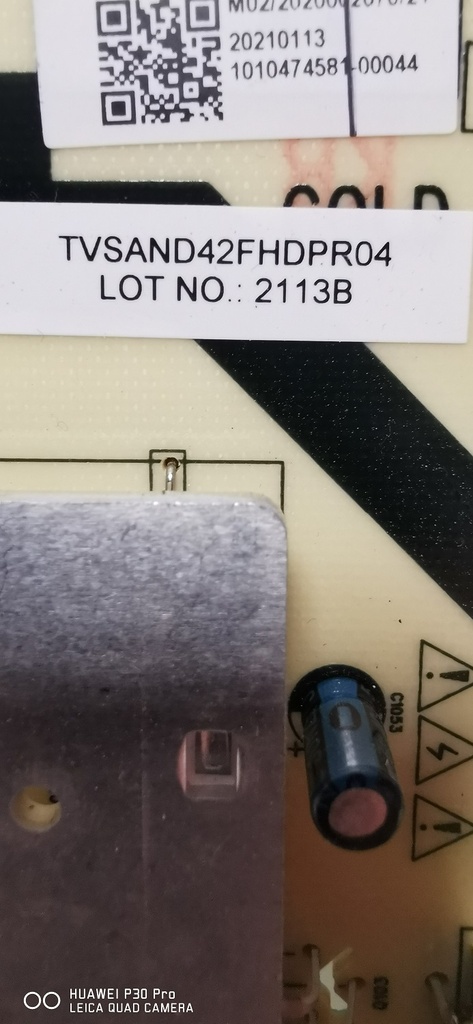 20210113
1010474581-00044
COLD
TVSAND42FHDPR04
LOT NO.: 2113B
C1053
+
HUAWEI P30 Pro
LEICA QUAD CAMERA